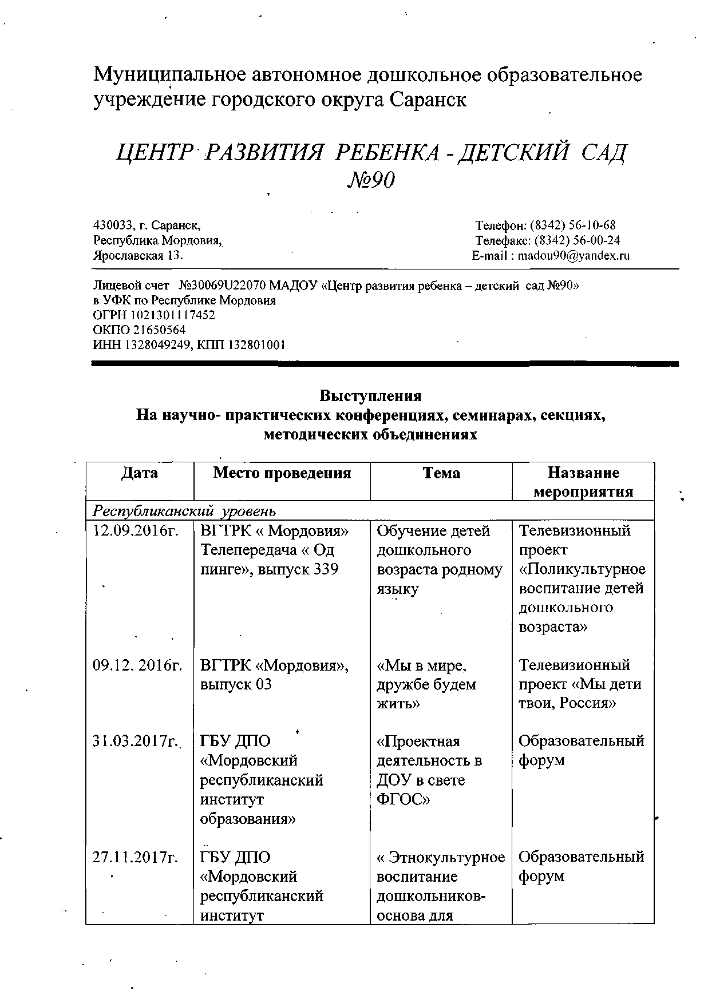 Муниципальное автономное дошкольное образовательное
учреждение городского округа Саранск
ЦЕНТР РАЗВИТИЯ РЕБЕНКА - ДЕТСКИЙ САД
№90
430033, г. Саранск,
Республика Мордовия,
Ярославская 13.
Телефон: (8342) 56-10-68
Телефакс: (8342) 56-00-24
E-mail : madou90@yandex.ru
Лицевой счет №30069U22070 МАДОУ «Центр развития ребенка – детский сад №90»
в УФК по Республике Мордовия
ОГРН 1021301117452
ОКПО 21650564
ИНН 1328049249, КПП 132801001
Выступления
На научно- практических конференциях, семинарах, секциях,
методических объединениях
Дата
Место проведения
Тема
Название
мероприятия
Республиканский уровень
12.09.2016г.
ВГТРК « Мордовия»
Телепередача « Од
пинге», выпуск 339
Обучение детей
дошкольного
возраста родному
языку
Телевизионный
проект
«Поликультурное
воспитание детей
дошкольного
возраста»
09.12. 2016г.
ВГТРК «Мордовия»,
выпуск 03
«Мы в мире,
дружбе будем
жить»
Телевизионный
проект «Мы дети
твои, Россия»
31.03.2017г.
ГБУ ДПО
«Мордовский
республиканский
институт
образования»
«Проектная
деятельность в
ДОУ в свете
ФГОС»
Образовательный
форум
27.11.2017г.
ГБУ ДПО
«Мордовский
республиканский
институт
« Этнокультурное
воспитание
дошкольников-
основа для
Образовательный
форум